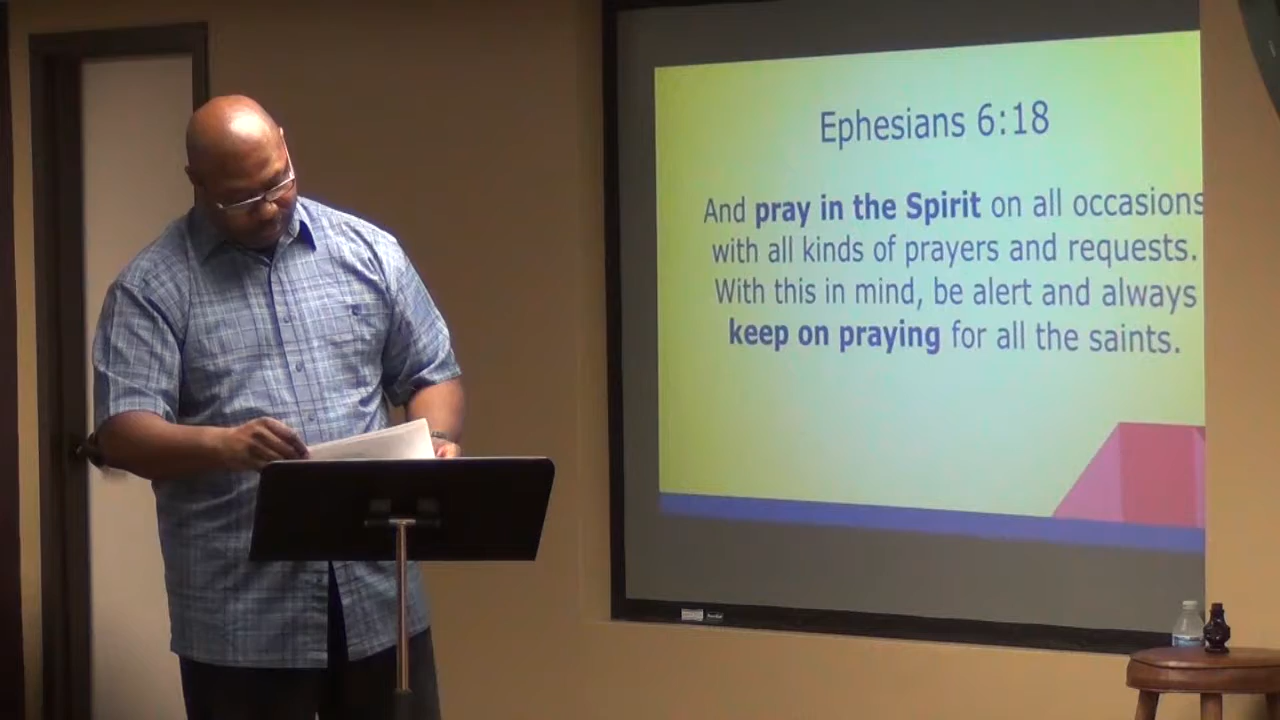 Ephesians 6:18
And pray in the Spirit on all occasions
with all kinds of prayers and requests.
With this in mind, be alert and always
keep on praying for all the saints.